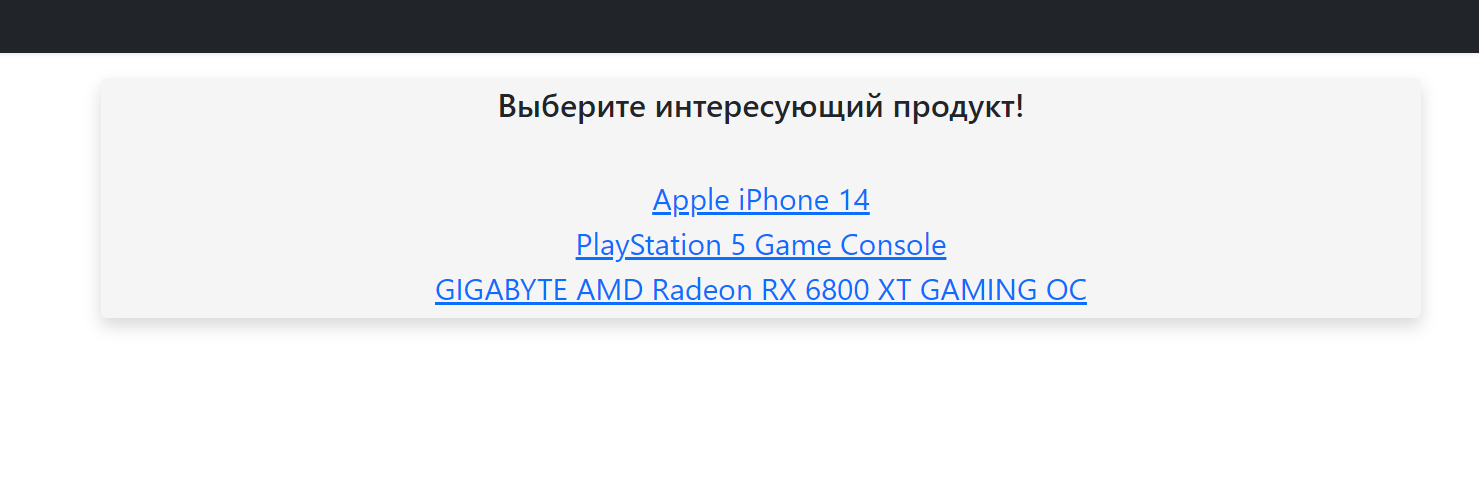 Выберите интересующий продукт!
Apple iPhone 14
PlayStation 5 Game Console
GIGABYTE AMD Radeon RX 6800 XT GAMING OC